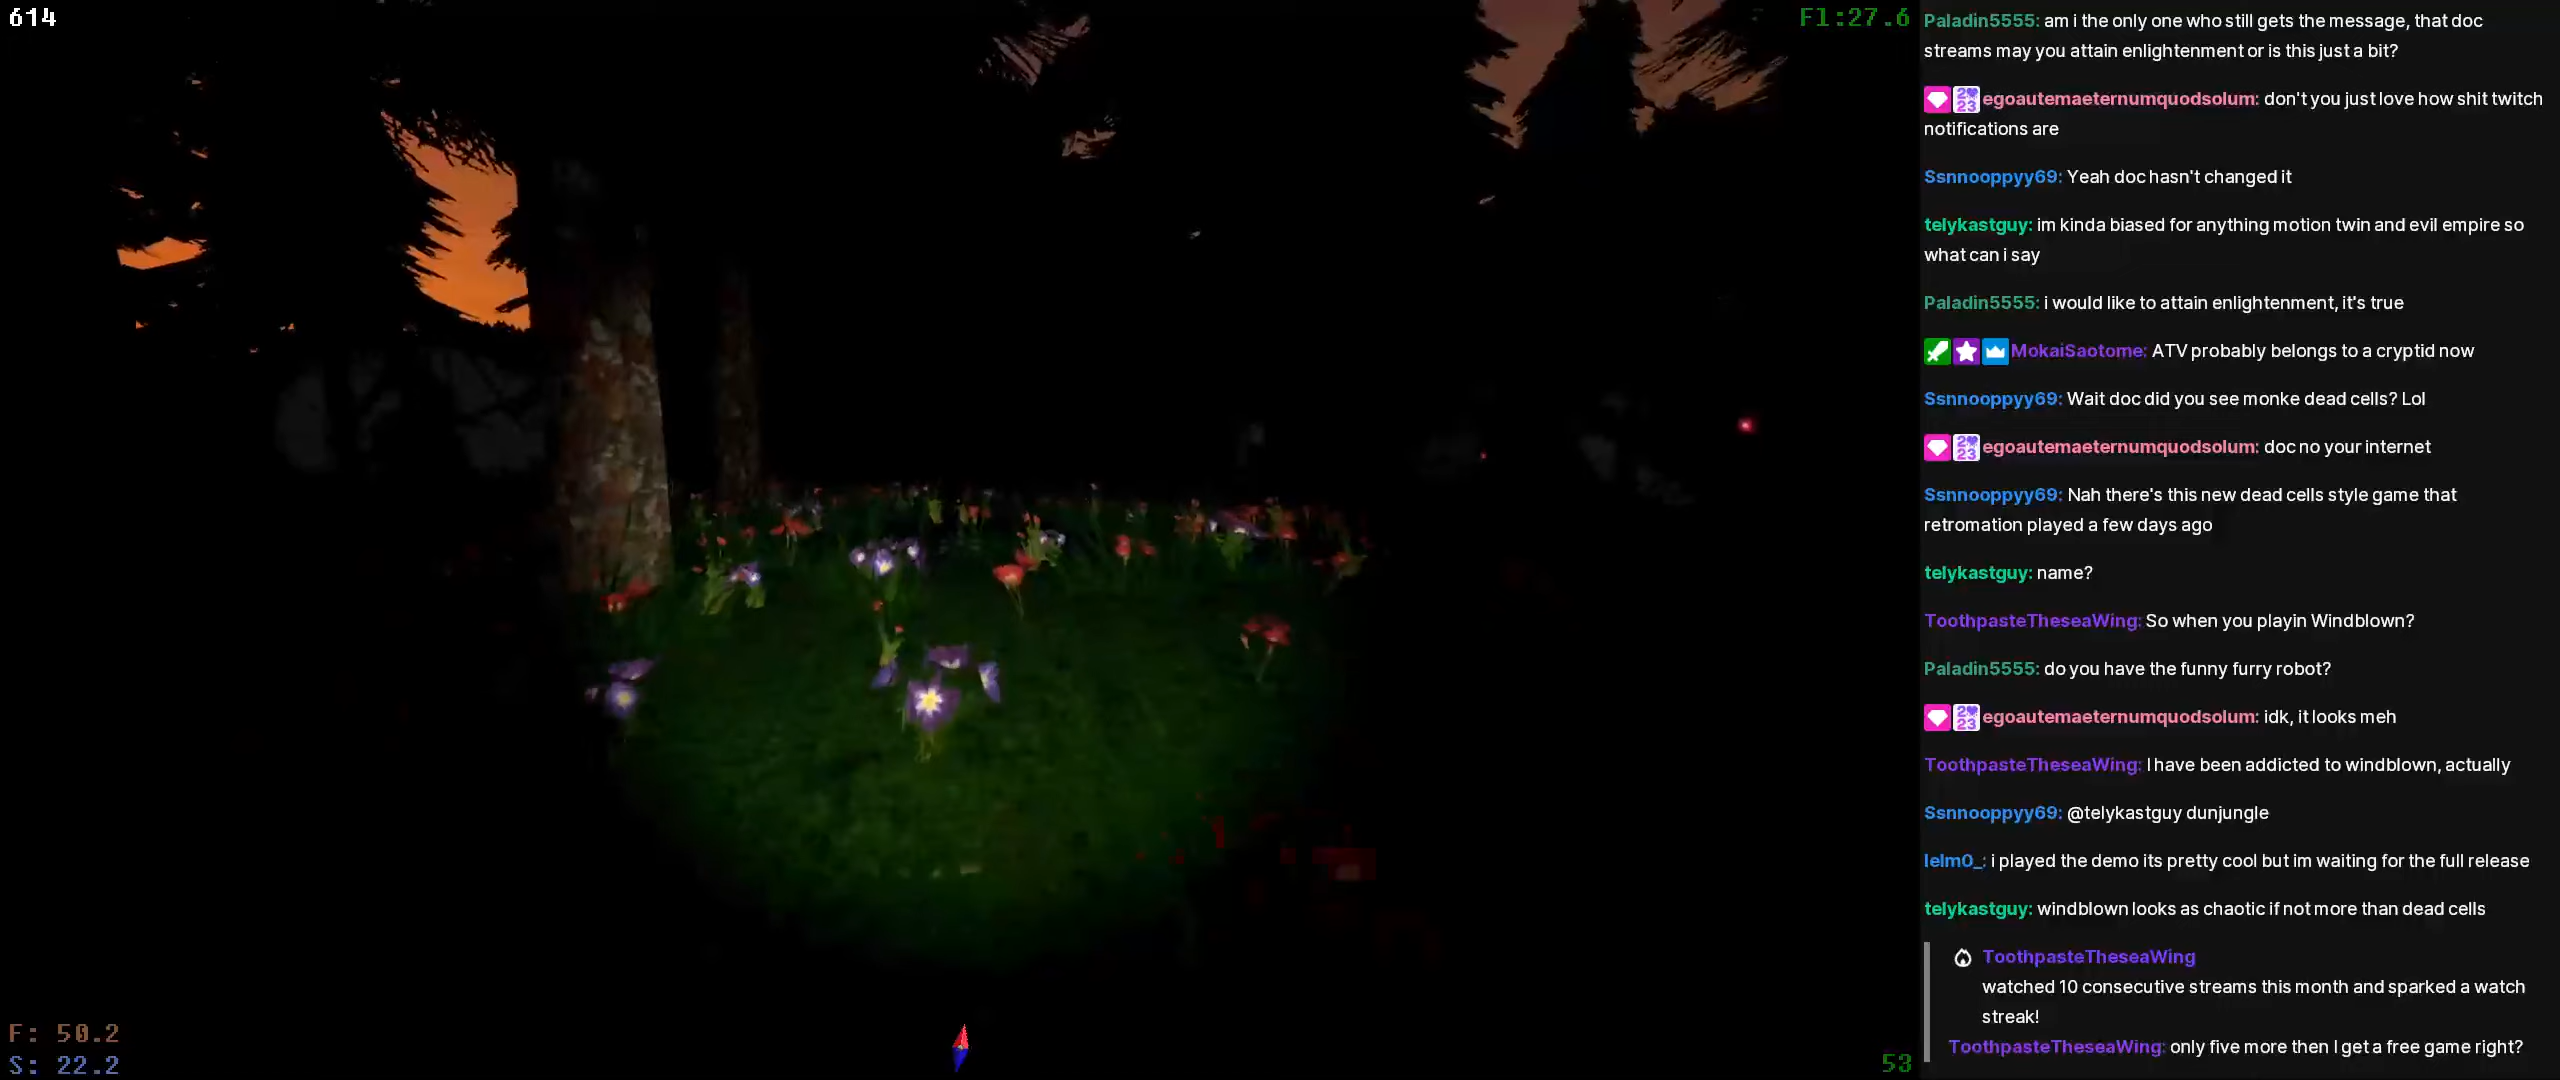 614
Fl:27.6
F: 50.2
S: 22.2
53
Paladin5555: am i the only one who still gets the message, that doc
streams may you attain enlightenment or is this just a bit?
egoautemaeternumquodsolum: don't you just love how shit twitch
notifications are
Ssnnooppyy69: Yeah doc hasn't changed it
telykastguy: im kinda biased for anything motion twin and evil empire so
what can i say
Paladin5555: i would like to attain enlightenment, it's true
MokaiSaotome: ATV probably belongs to a cryptid now
Ssnnooppyy69: Wait doc did you see monke dead cells? Lol
egoautemaeternumquodsolum: doc no your internet
Ssnnooppyy69: Nah there's this new dead cells style game that
retromation played a few days ago
telykastguy: name?
ToothpasteTheseaWing: So when you playin Windblown?
Paladin5555: do you have the funny furry robot?
egoautemaeternumquodsolum: idk, it looks meh
ToothpasteTheseaWing: I have been addicted to windblown, actually
Ssnnooppyy69: @telykastguy dunjungle
lelm0_: i played the demo its pretty cool but im waiting for the full release
telykastguy: windblown looks as chaotic if not more than dead cells
ToothpasteTheseaWing
watched 10 consecutive streams this month and sparked a watch
streak!
ToothpasteTheseaWing: only five more then I get a free game right?